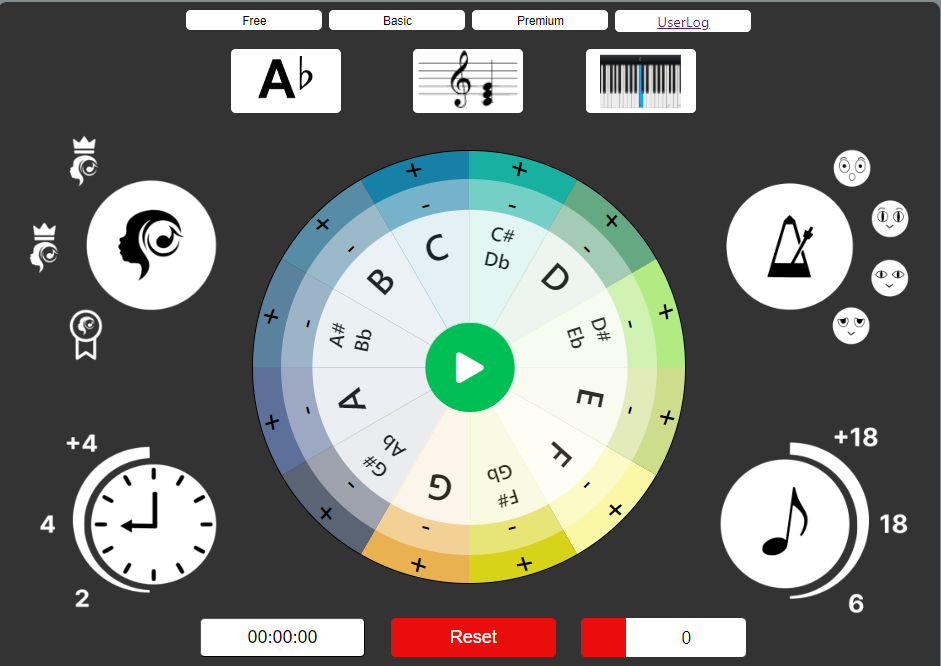 Free
Basic
Premium
UserLog
A♭
+
+
+
+
+
+
+
+
+
+
+
+
-
-
-
-
-
-
-
-
-
-
-
-
C
C#
Db
D
D#
Eb
E
F
F#
Gb
G
G#
Ab
A
A#
Bb
B
+4
4
2
+18
18
6
00:00:00
Reset
0